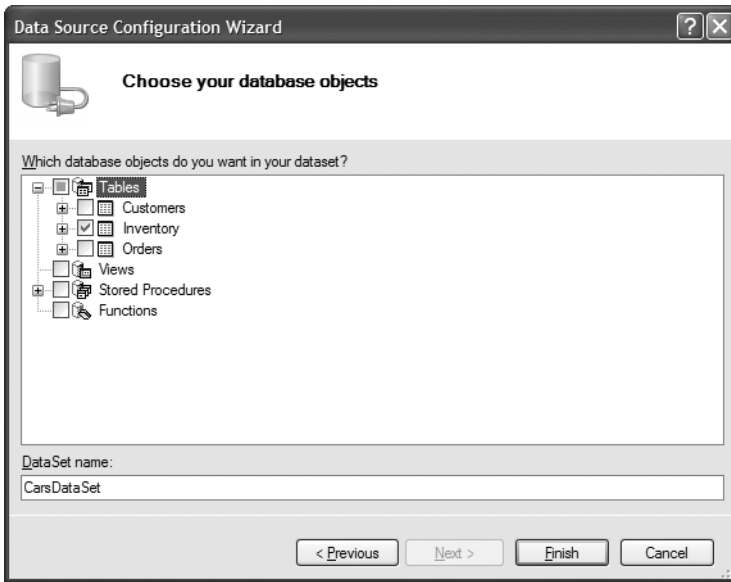 Data Source Configuration Wizard
Choose your database objects
Which database objects do you want in your dataset?
Tables
Customers
Inventory
Orders
Views
Stored Procedures
Functions
DataSet name:
CarsDataSet
< Previous Next > Finish Cancel